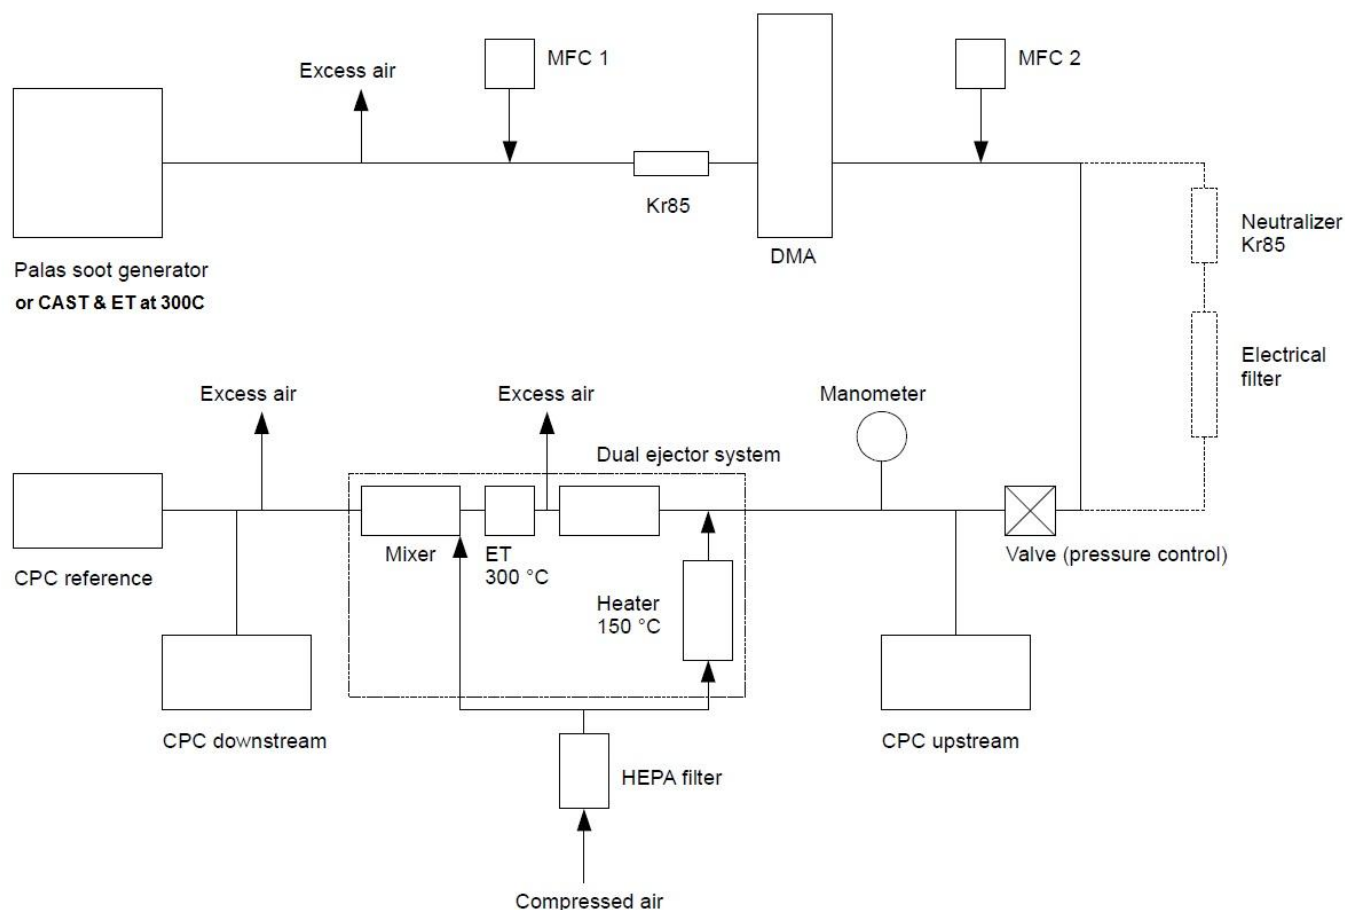 MFC 1
MFC 2
Excess air
Kr85
Neutralizer
Kr85
DMA
Palas soot generator
or CAST & ET at 300C
Electrical
filter
Excess air
Excess air
Manometer
Dual ejector system
Mixer
ET
300 °C
Valve (pressure control)
CPC reference
Heater
150 °C
CPC downstream
CPC upstream
HEPA filter
Compressed air